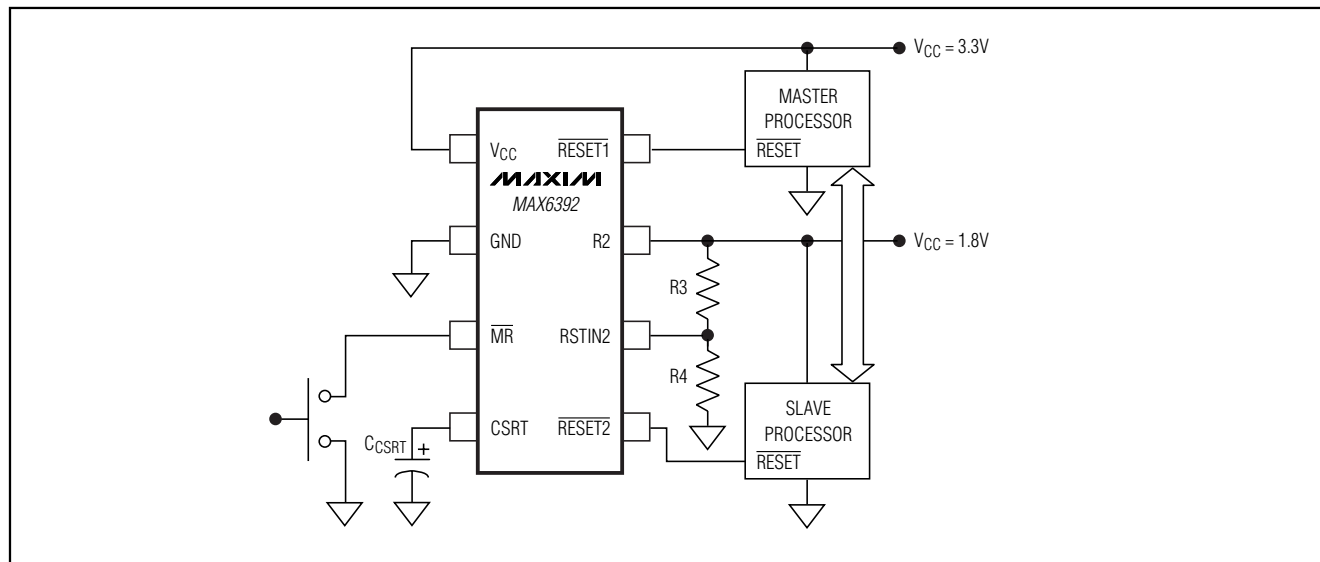 V_CC = 3.3V
MASTER
PROCESSOR
RESET
V_CC
RESET1
MAXIM
MAX6392
GND
R2
V_CC = 1.8V
R3
MR
RSTIN2
R4
CSRT
RESET2
C_CSRT
+
SLAVE
PROCESSOR
RESET